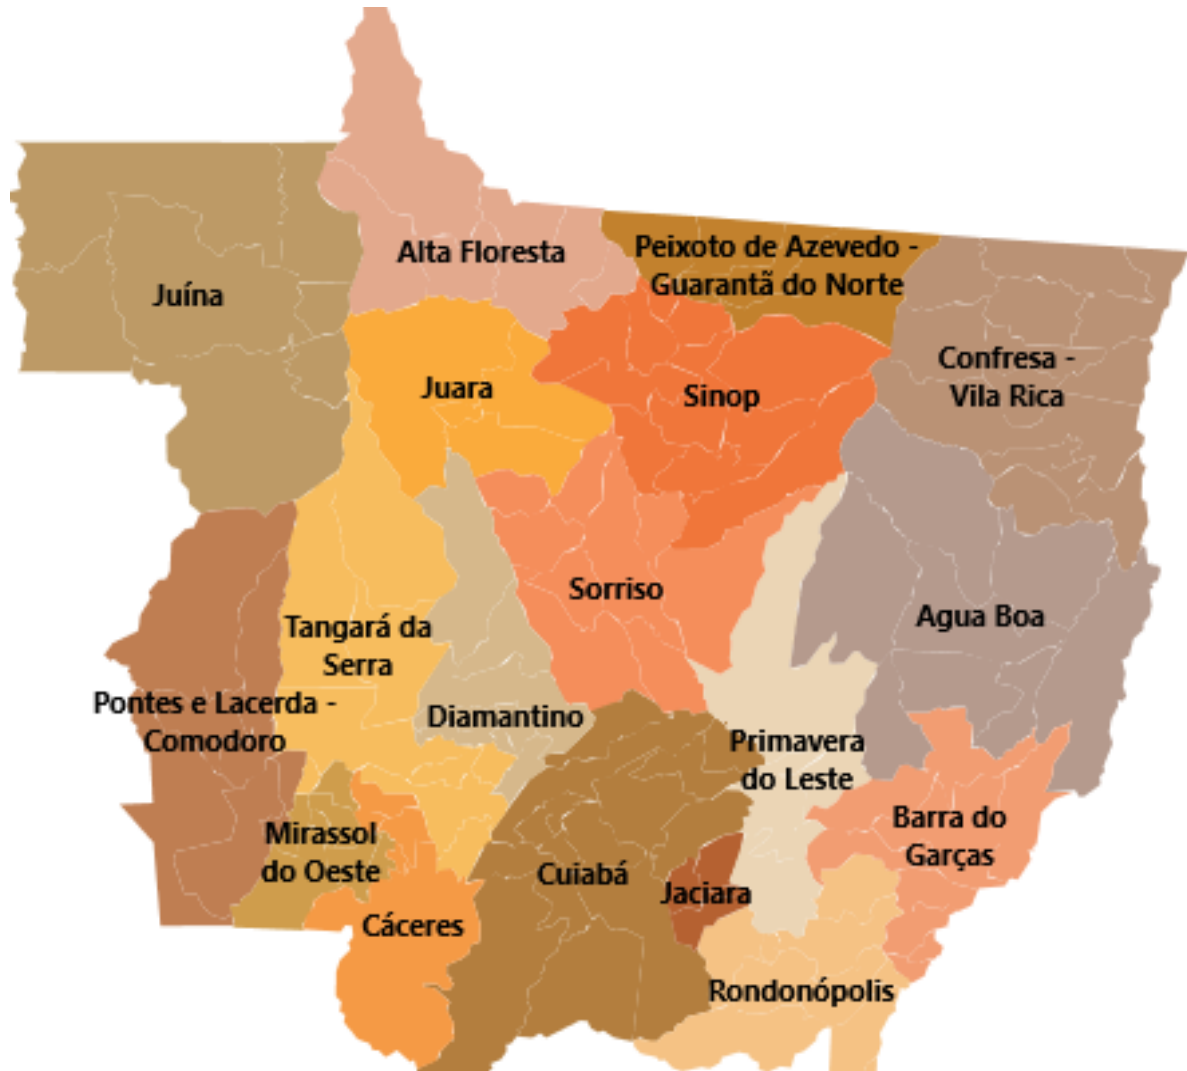 Alta Floresta
Peixoto de Azevedo -
Guarantã do Norte
Juína
Confresa -
Vila Rica
Juara
Sinop
Sorriso
Agua Boa
Tangará da
Serra
Pontes e Lacerda -
Comodoro
Diamantino
Primavera
do Leste
Mirassol
do Oeste
Barra do
Garças
Cuiabá
Jaciara
Cáceres
Rondonópolis